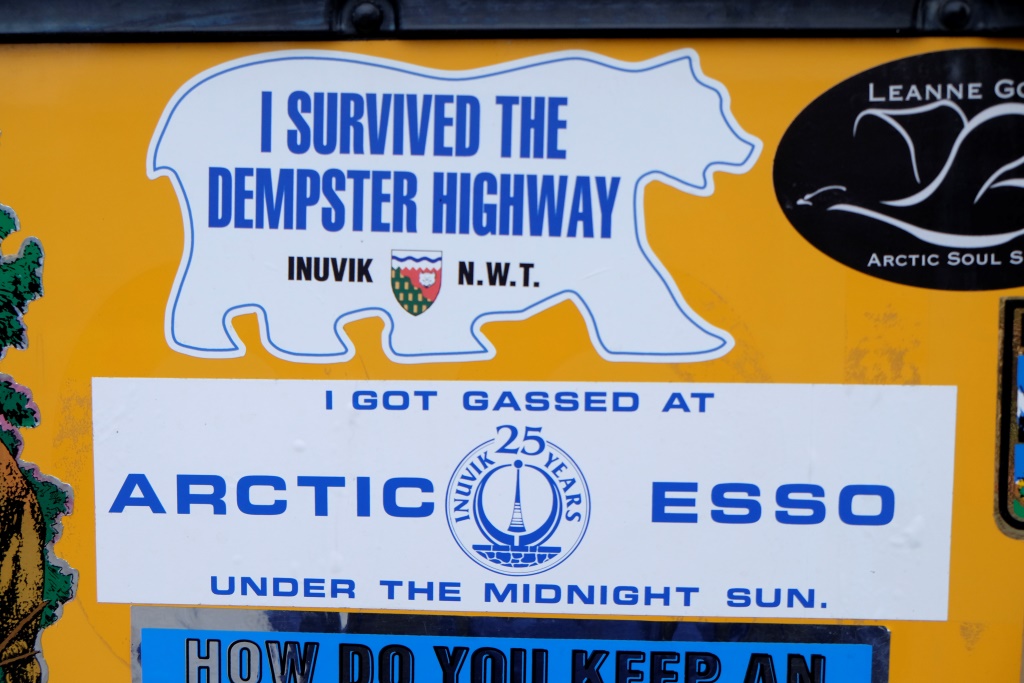 I SURVIVED THE
DEMPSTER HIGHWAY
INUVIK N.W.T.
LEANNE
ARCTIC SOUL
I GOT GASSED AT
ARCTIC ESSO
INUVIK 25 YEARS
UNDER THE MIDNIGHT SUN.
HOW DO YOU KEEP AN